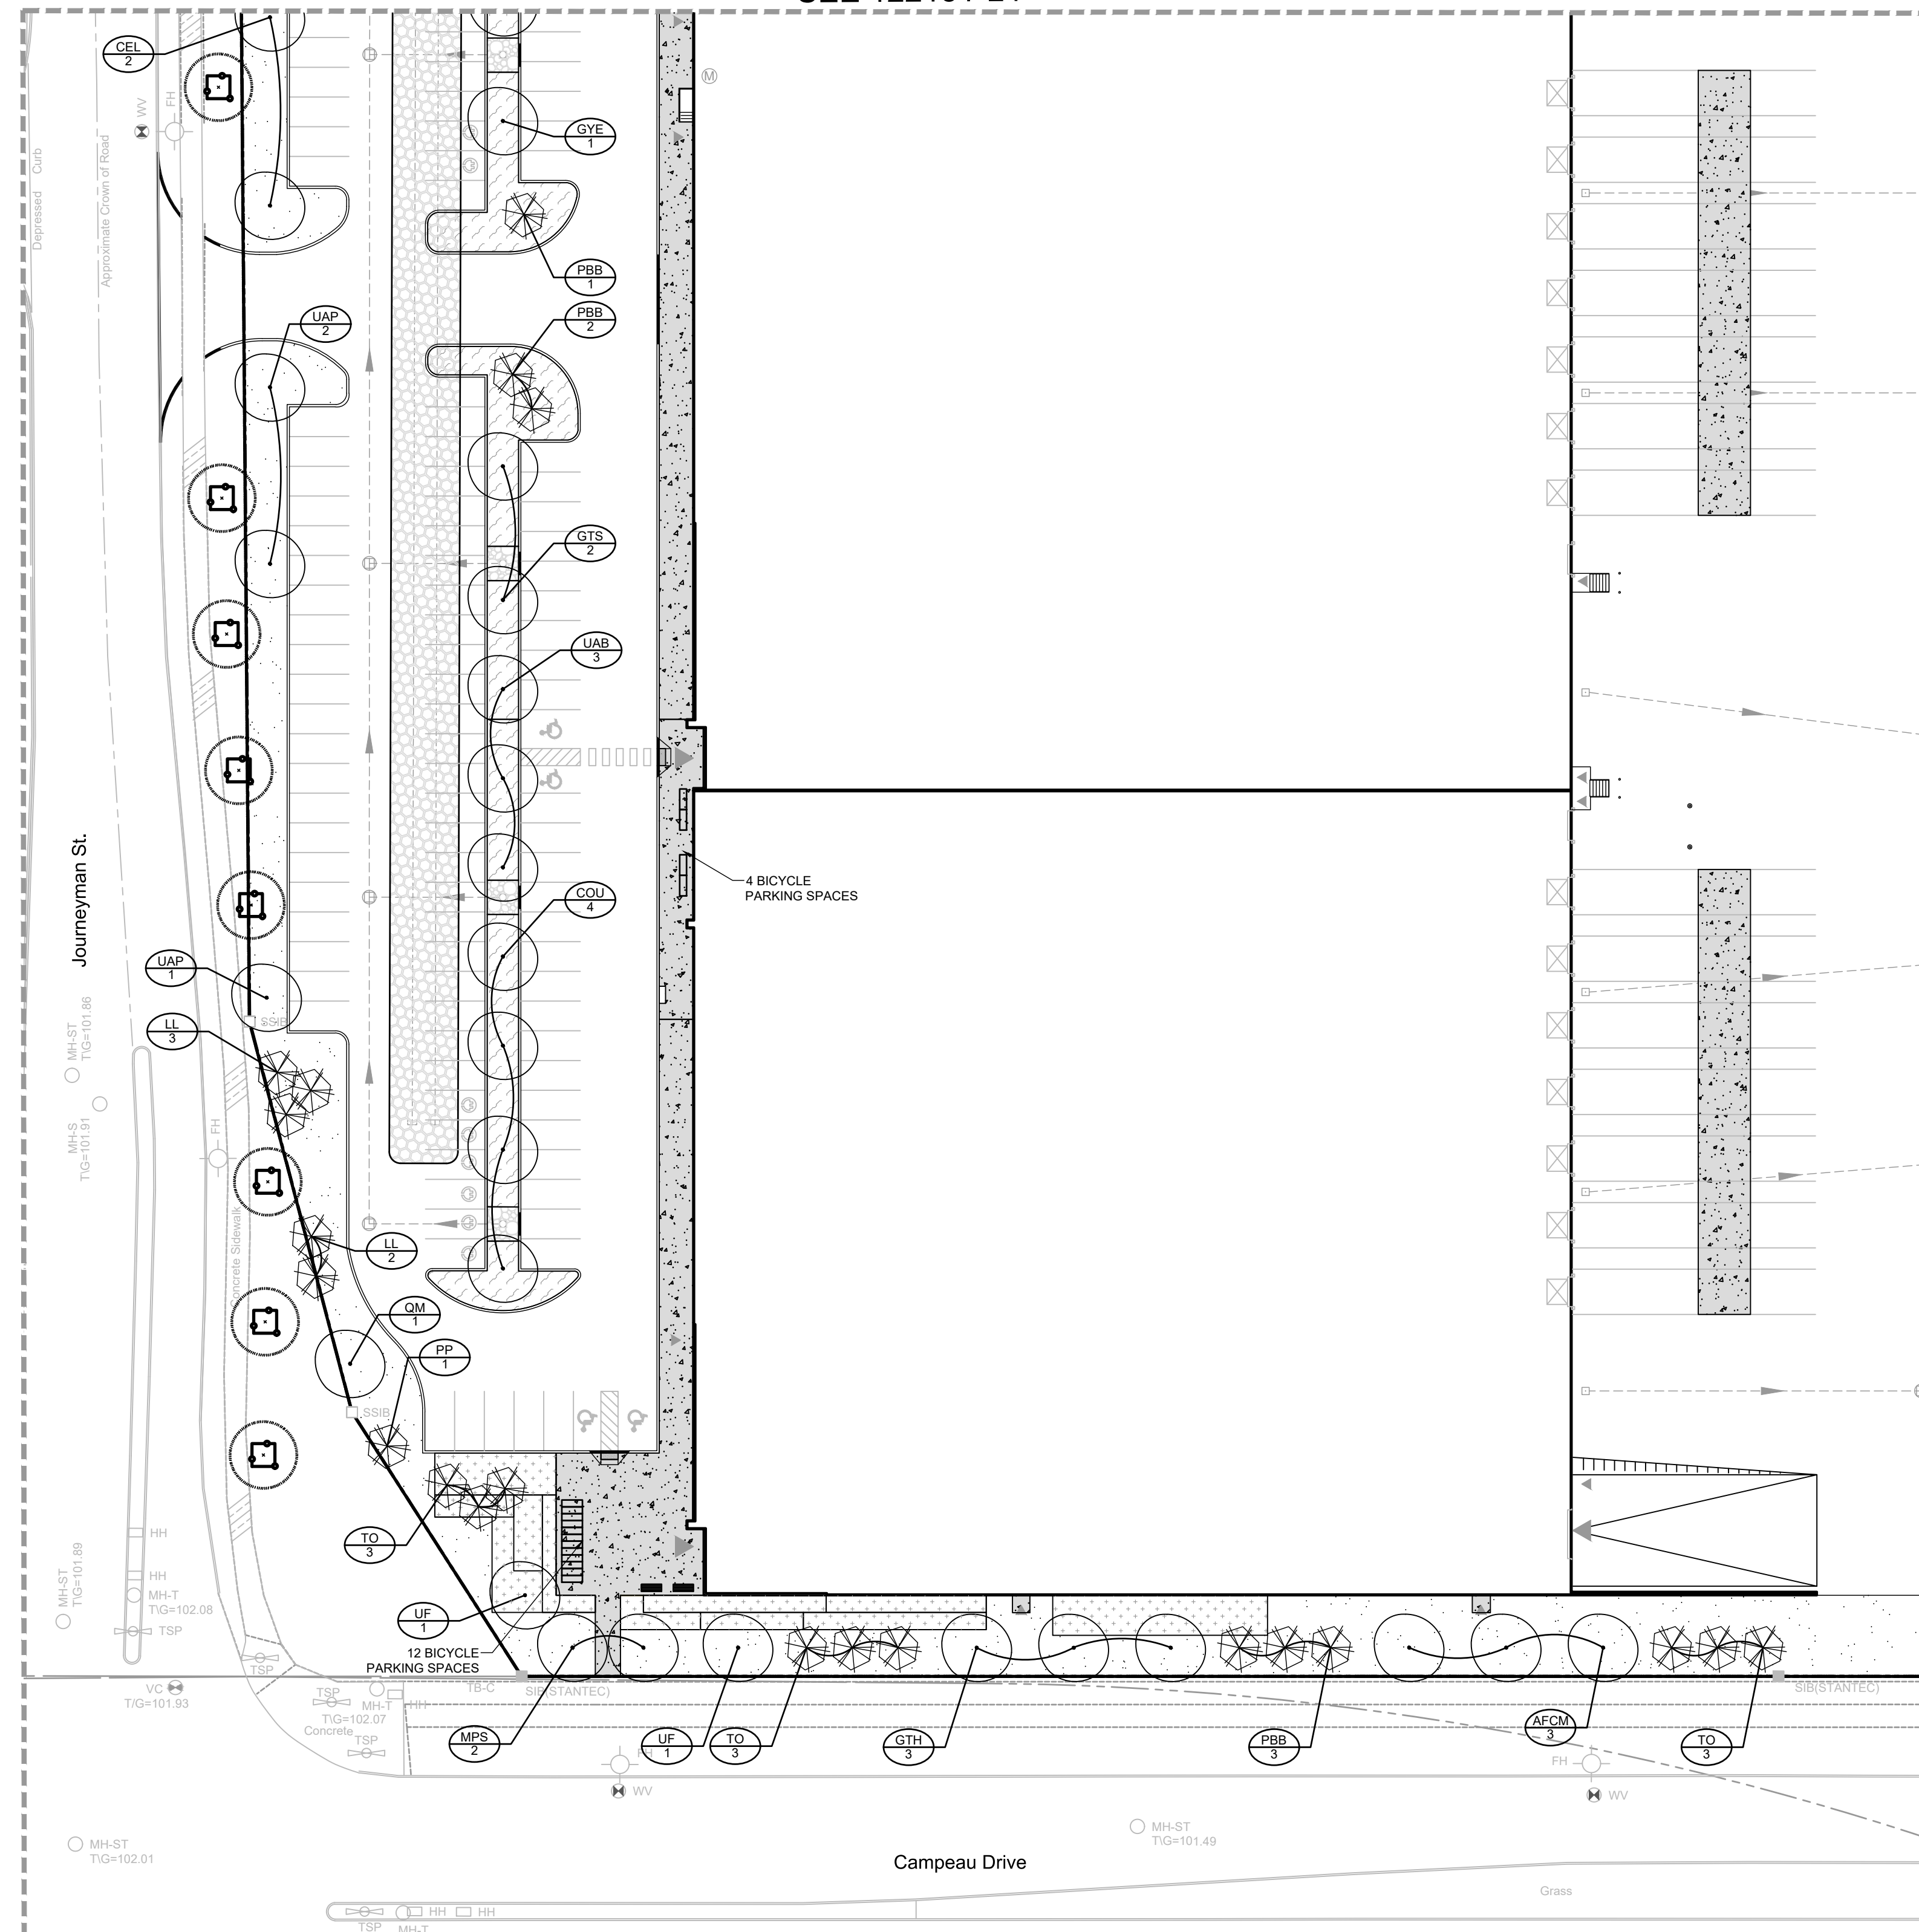 CEL
2
WV
FH
Depressed Curb
Approximate Crown of Road
M
GYE
1
PBB
1
UAP
2
PBB
2
GTS
2
UAB
3
4 BICYCLE
PARKING SPACES
COU
4
Journeyman St.
UAP
1
SSIB
LL
3
MH-ST
T\G=101.86
MH-S
T\G=101.91
FH
Concrete Sidewalk
LL
2
QM
1
PP
1
SSIB
TO
3
HH
HH
MH-T
T\G=102.08
MH-ST
T\G=101.89
TSP
UF
1
12 BICYCLE
PARKING SPACES
TSP
VC
T/G=101.93
TSP
MH-T
HH
T\G=102.07
Concrete
TSP
TB-C
SIB(STANTEC)
SIB(STANTEC)
MPS
2
UF
1
TO
3
GTH
3
PBB
3
AFCM
3
TO
3
FH
WV
FH
WV
MH-ST
T\G=102.01
MH-ST
T\G=101.49
Campeau Drive
Grass
HH
HH
TSP
MH-T